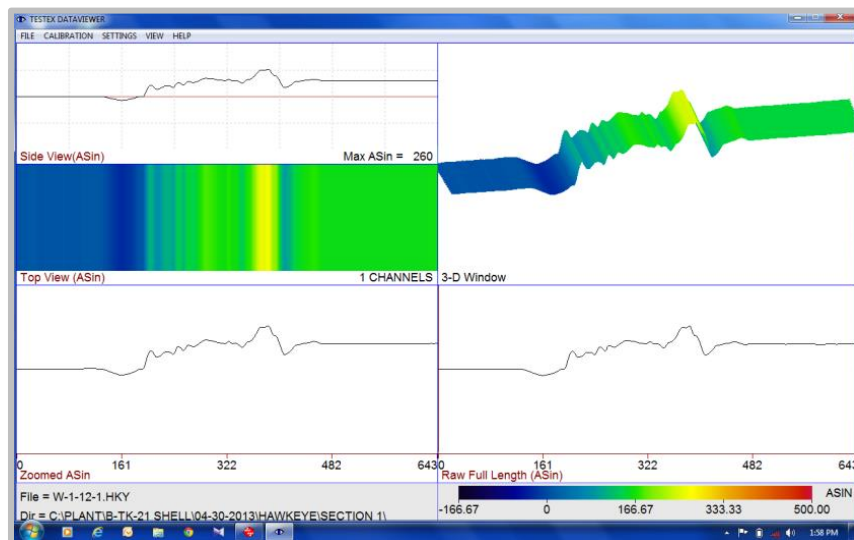 TESTEX DATAVIEWER
FILE CALIBRATION SETTINGS VIEW HELP
Side View(ASin) Max ASin = 260
Top View (ASin) 1 CHANNELS
3-D Window
0 161 322 482 643
Zoomed ASin
0 161 322 482 643
Raw Full Length (ASin)
File = W-1-12-1.HKY
Dir = C:\PLANT\B-TK-21 SHELL\04-30-2013\HAWKEYE\SECTION 1\
ASIN
-166.67 0 166.67 333.33 500.00
1:58 PM